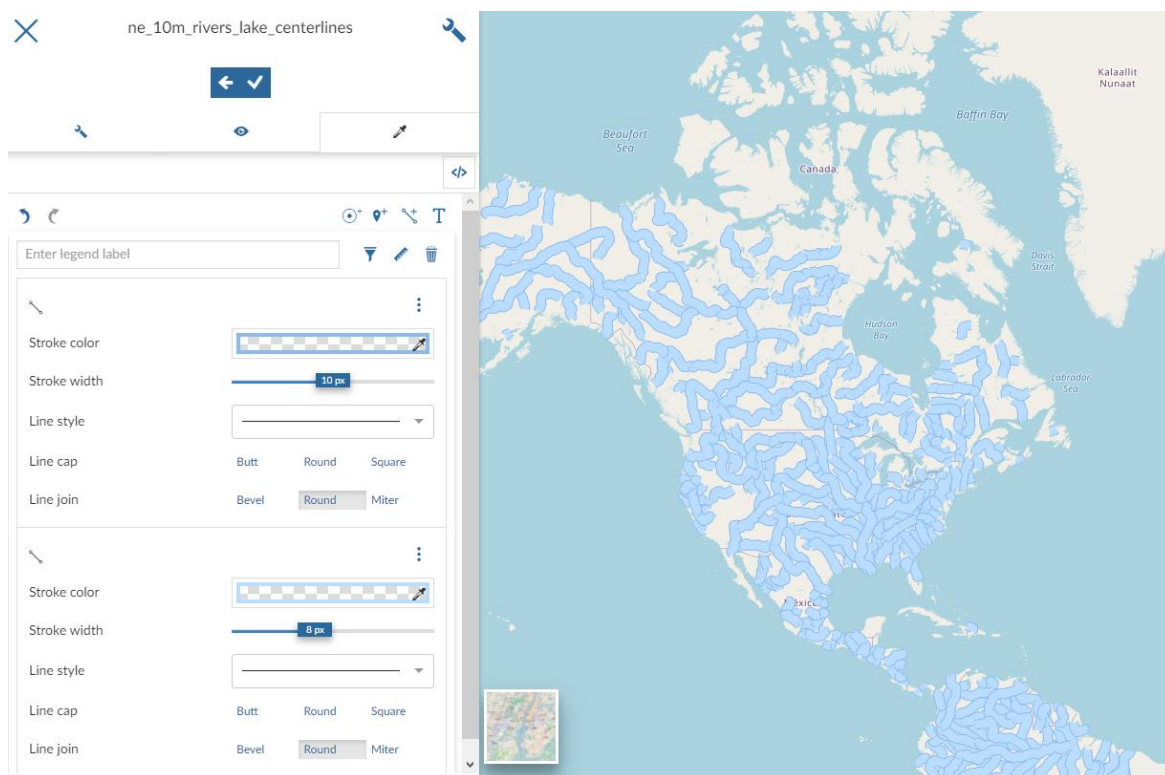 ne_10m_rivers_lake_centerlines
</>
T
Enter legend label
Stroke color
Stroke width
10 px
Line style
Line cap
Butt Round Square
Line join
Bevel Round Miter
Stroke color
Stroke width
8 px
Line style
Line cap
Butt Round Square
Line join
Bevel Round Miter
Kalaallit
Nunaat
Baffin Bay
Beaufort
Sea
Canada
Davis
Strait
Hudson
Bay
Labrador
Sea